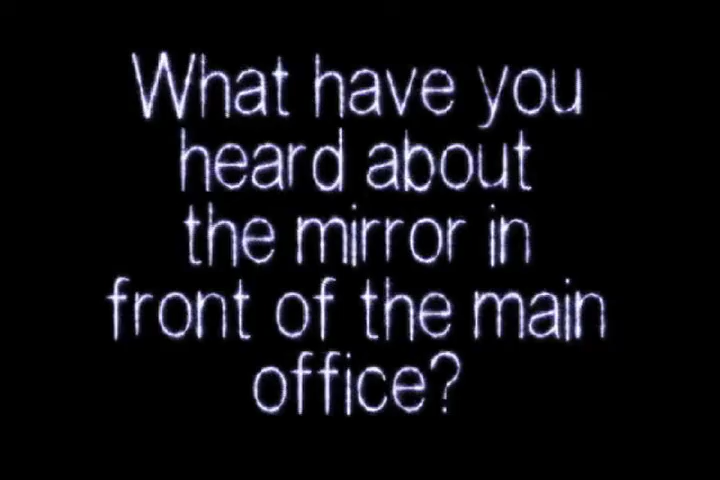 What have you
heard about
the mirror in
front of the main
office?